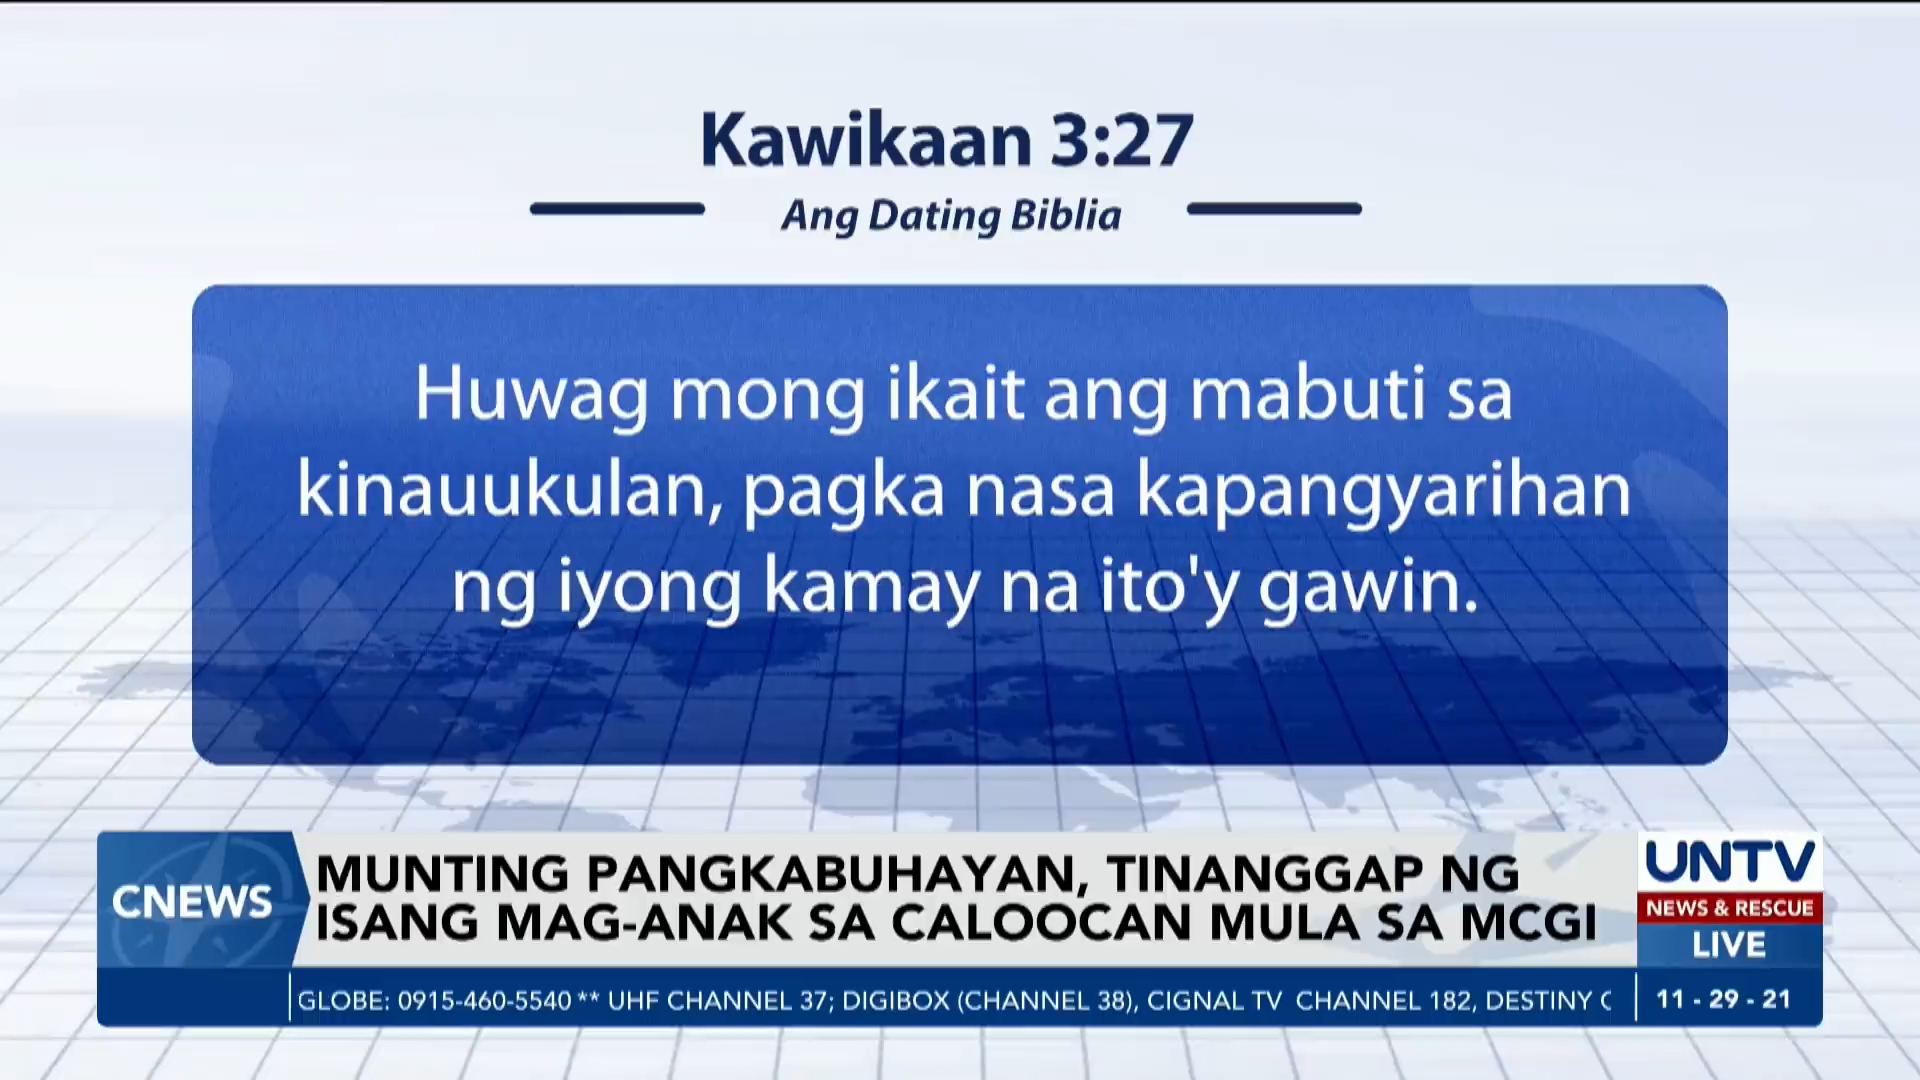 Kawikaan 3:27
Ang Dating Biblia
Huwag mong ikait ang mabuti sa
kinauukulan, pagka nasa kapangyarihan
ng iyong kamay na ito'y gawin.
CNEWS
MUNTING PANGKABUHAYAN, TINANGGAP NG
ISANG MAG-ANAK SA CALOOCAN MULA SA MCGI
UNTV
NEWS & RESCUE
LIVE
GLOBE: 0915-460-5540 ** UHF CHANNEL 37; DIGIBOX (CHANNEL 38), CIGNAL TV CHANNEL 182, DESTINY
11 - 29 - 21